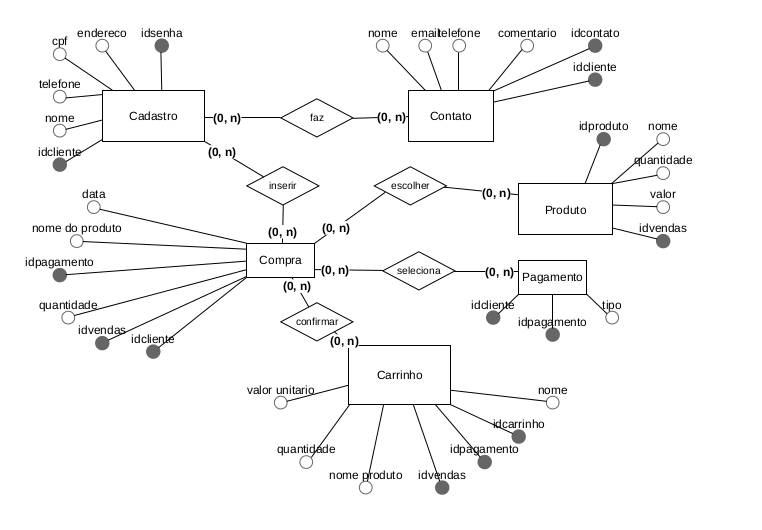 nome
email
telefone
comentario
idcontato
endereco
idsenha
cpf
idcliente
telefone
Cadastro
(0, n)
faz
(0, n)
Contato
nome
idcliente
(0, n)
idproduto
nome
quantidade
inserir
escolher
(0, n)
valor
data
Produto
nome do produto
(0, n)
(0, n)
idvendas
idpagamento
Compra
(0, n)
seleciona
(0, n)
Pagamento
(0, n)
quantidade
idcliente
tipo
idvendas
confirmar
idpagamento
idcliente
(0, n)
Carrinho
valor unitario
nome
idcarrinho
quantidade
idpagamento
nome produto
idvendas